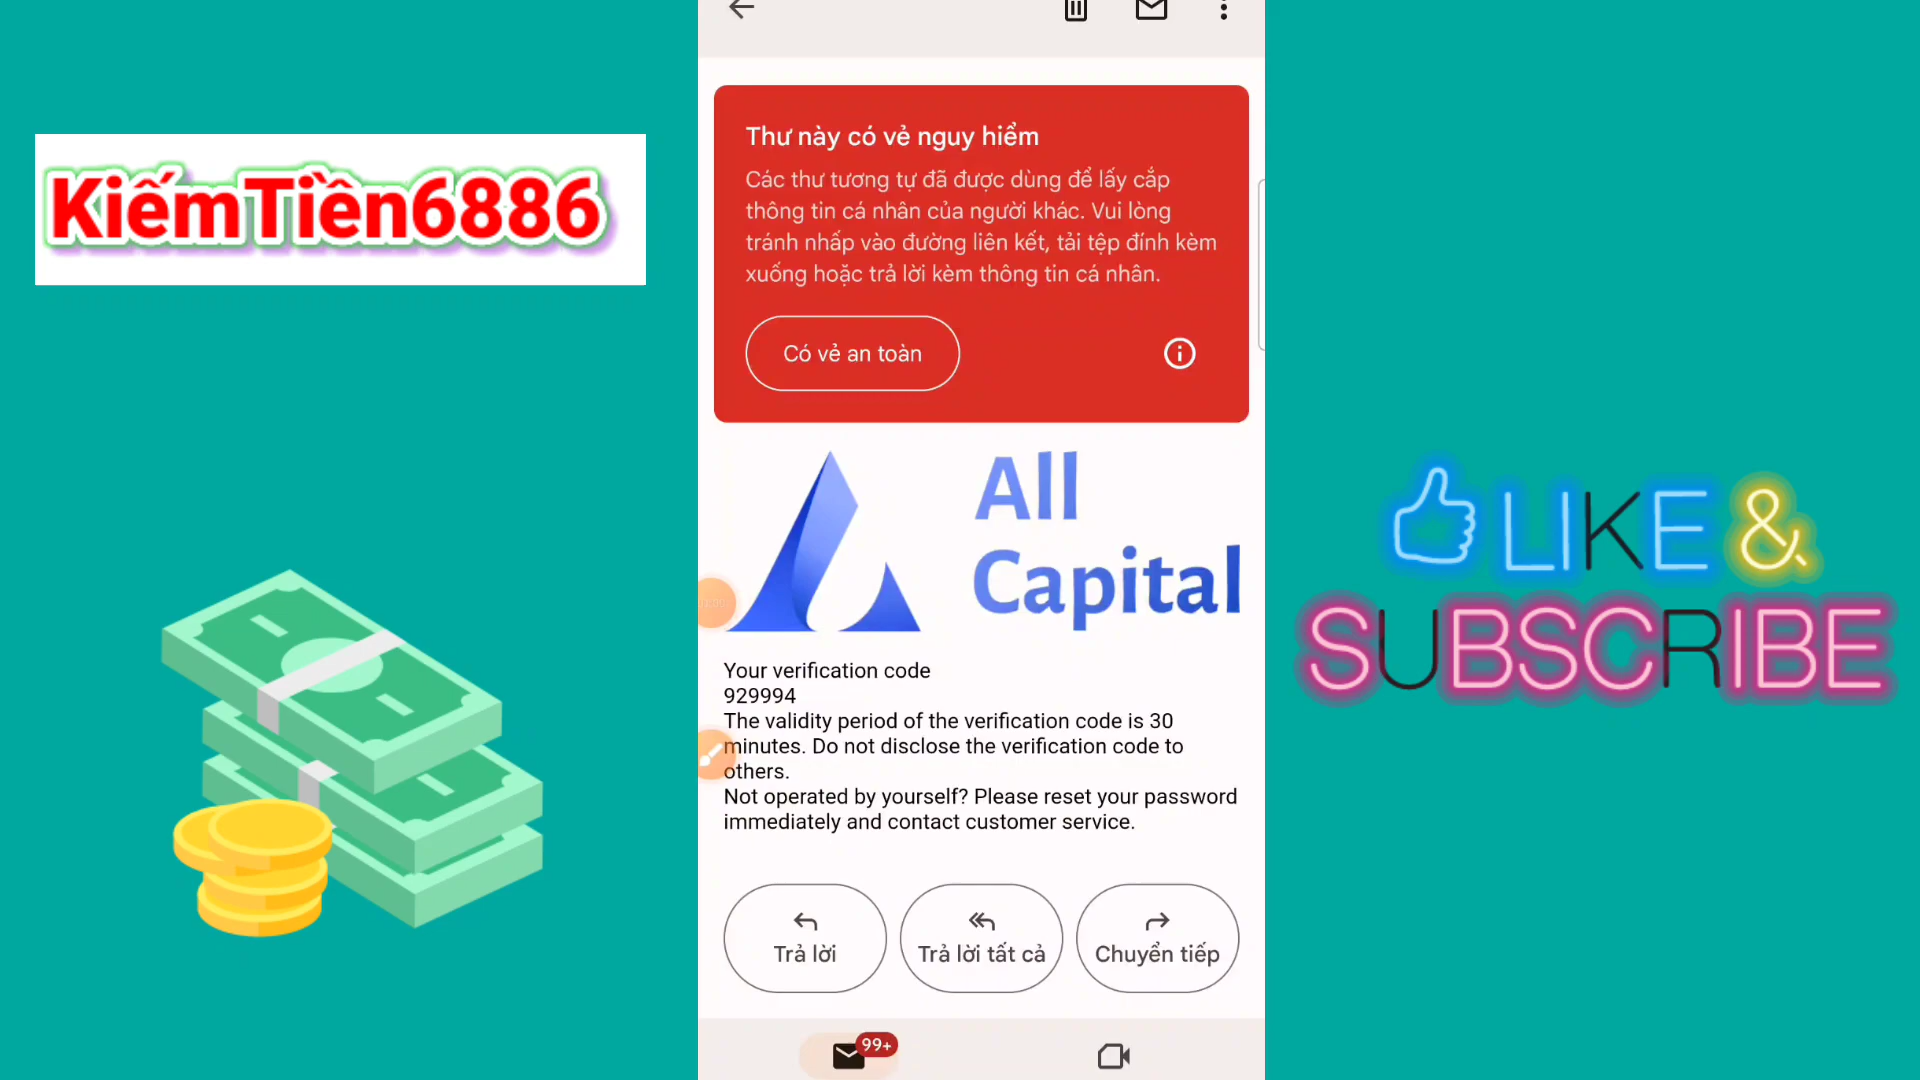 KiếmTiền6886
Thư này có vẻ nguy hiểm
Các thư tương tự đã được dùng để lấy cắp
thông tin cá nhân của người khác. Vui lòng
tránh nhấp vào đường liên kết, tải tệp đính kèm
xuống hoặc trả lời kèm thông tin cá nhân.
Có vẻ an toàn
All
Capital
Your verification code
929994
The validity period of the verification code is 30
minutes. Do not disclose the verification code to
others.
Not operated by yourself? Please reset your password
immediately and contact customer service.
Trả lời
Trả lời tất cả
Chuyển tiếp
99+
LIKE &
SUBSCRIBE